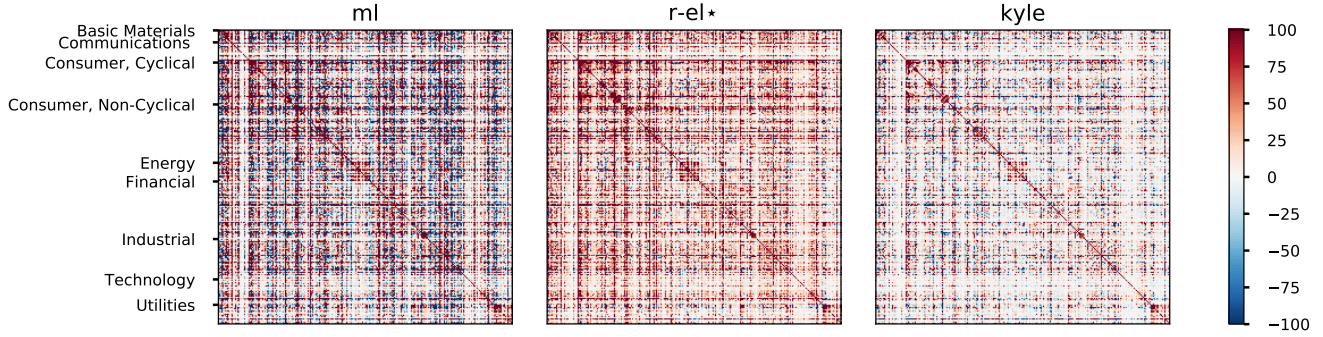 ml
r-el⋆
kyle
Basic Materials
Communications
Consumer, Cyclical
Consumer, Non-Cyclical
Energy
Financial
Industrial
Technology
Utilities
100
75
50
25
0
−25
−50
−75
−100